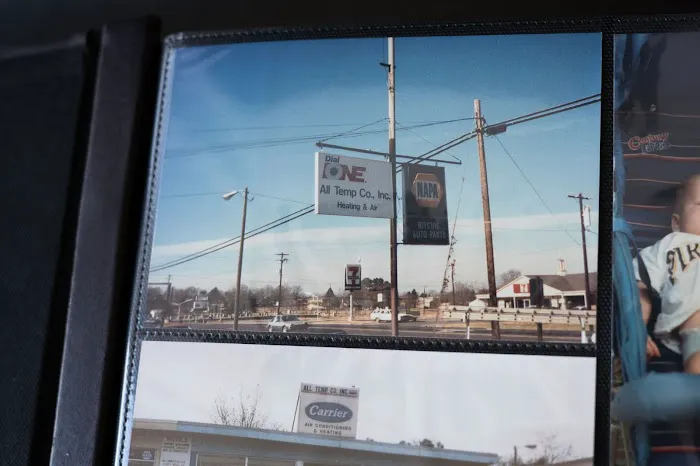 Dial
ONE.
All Temp Co., Inc.
Heating & Air
NAPA
AUTO PARTS
7
ALL TEMP CO INC
Carrier
AIR CONDITIONING
& HEATING